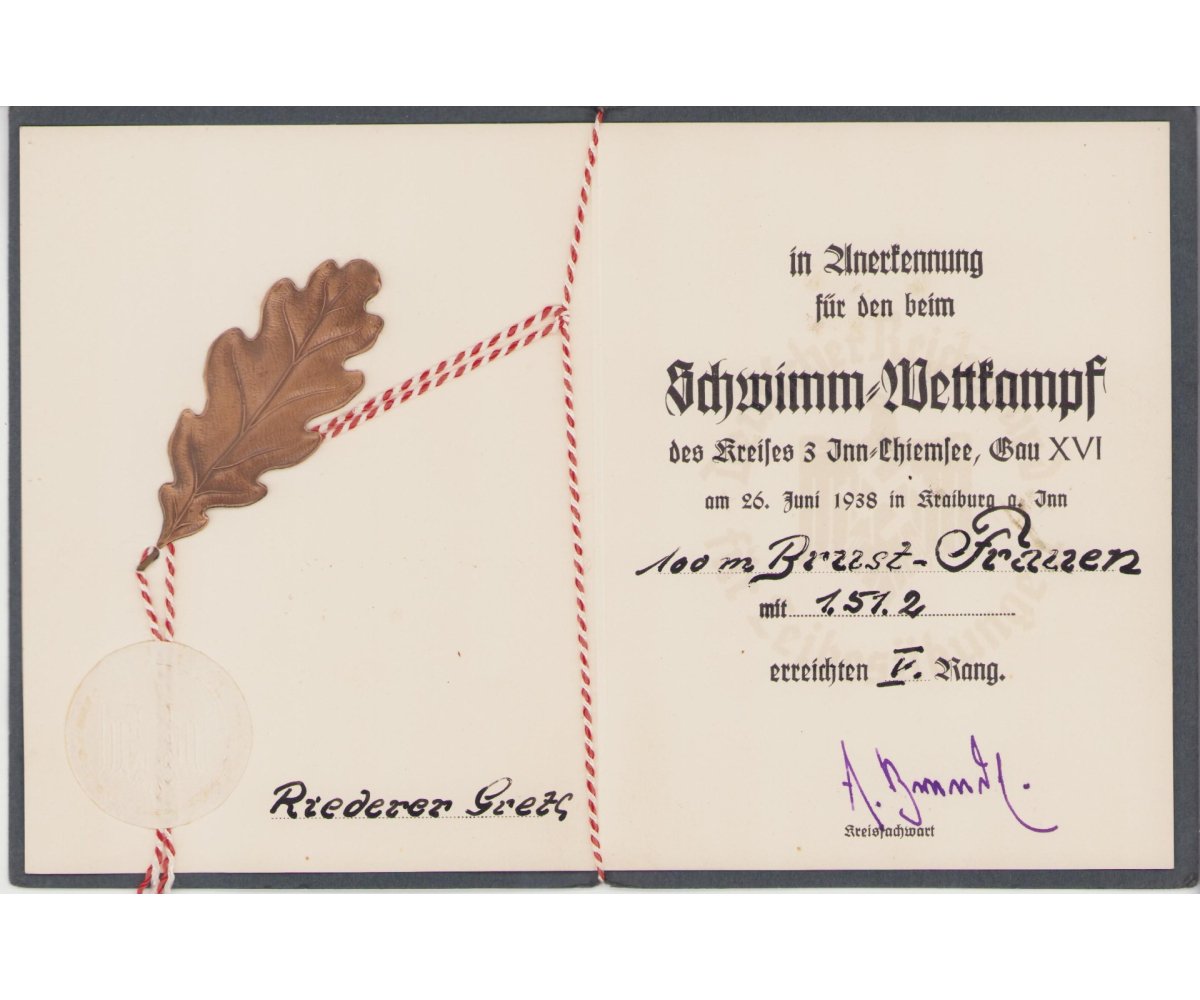 Riederer Gretl
in Anerkennung
für den beim
Schwimm-Wettkampf
des Kreises 3 Inn-Chiemsee, Gau XVI
am 26. Juni 1938 in Kraiburg a. Inn
100 m Brust-Frauen
mit 1.51.2
erreichten V. Rang.
A. Brandl.
Kreisfachwart